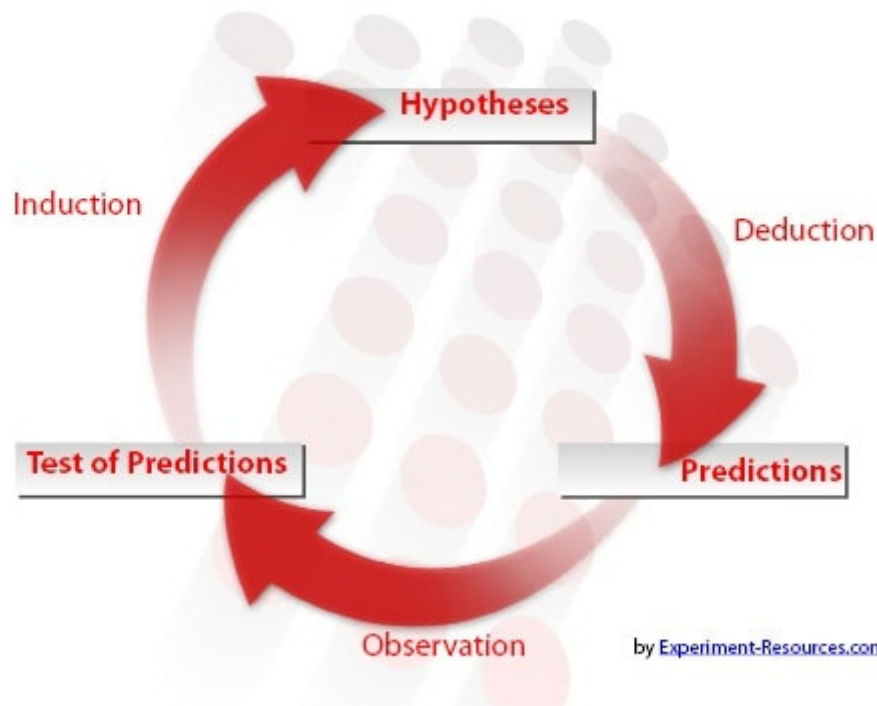 Hypotheses
Induction
Deduction
Test of Predictions
Predictions
Observation
by Experiment-Resources.com